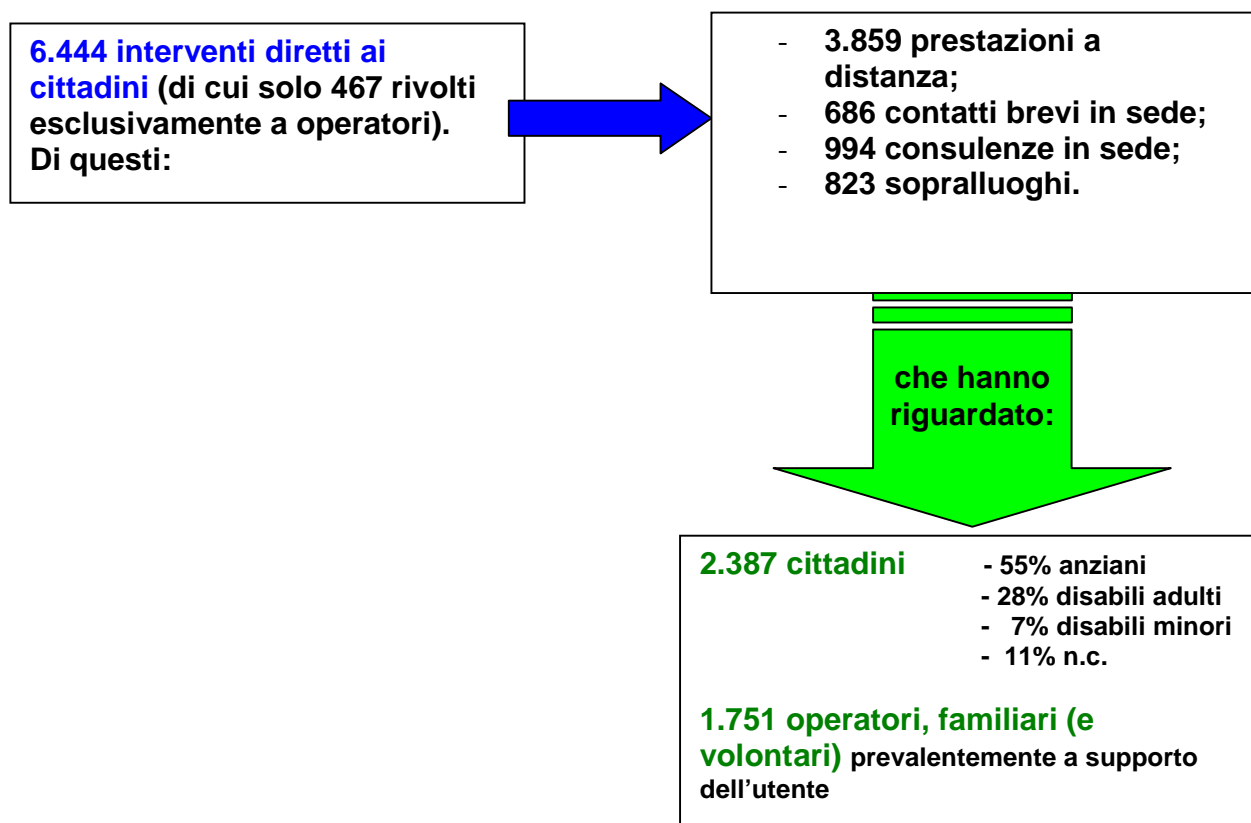 6.444 interventi diretti ai
cittadini (di cui solo 467 rivolti
esclusivamente a operatori).
Di questi:
- 3.859 prestazioni a
distanza;
- 686 contatti brevi in sede;
- 994 consulenze in sede;
- 823 sopralluoghi.
che hanno
riguardato:
2.387 cittadini - 55% anziani
- 28% disabili adulti
- 7% disabili minori
- 11% n.c.
1.751 operatori, familiari (e
volontari) prevalentemente a supporto
dell'utente